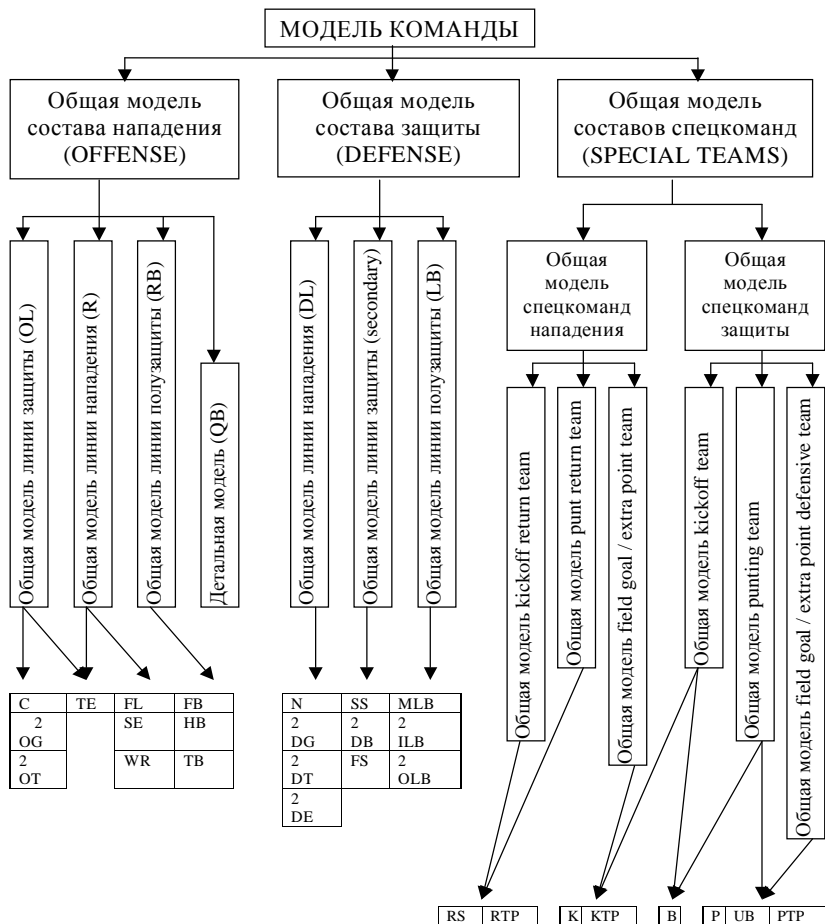 МОДЕЛЬ КОМАНДЫ
Общая модель
состава нападения
(OFFENSE)
Общая модель
состава защиты
(DEFENSE)
Общая модель
составов спецкоманд
(SPECIAL TEAMS)
Общая модель линии защиты (OL)
Общая модель линии нападения (R)
Общая модель линии полузащиты (RB)
Детальная модель (QB)
Общая модель линии нападения (DL)
Общая модель линии защиты (secondary)
Общая модель линии полузащиты (LB)
Общая
модель
спецкоманд
нападения
Общая
модель
спецкоманд
защиты
Общая модель kickoff return team
Общая модель punt return team
Общая модель field goal / extra point team
Общая модель kickoff team
Общая модель punting team
Общая модель field goal / extra point defensive team
C TE FL FB
2 SE HB
OG
2 WR TB
OT
N SS MLB
2 2 2
DG DB ILB
2 FS 2
DT OLB
2
DE
RS RTP K KTP B P UB PTP